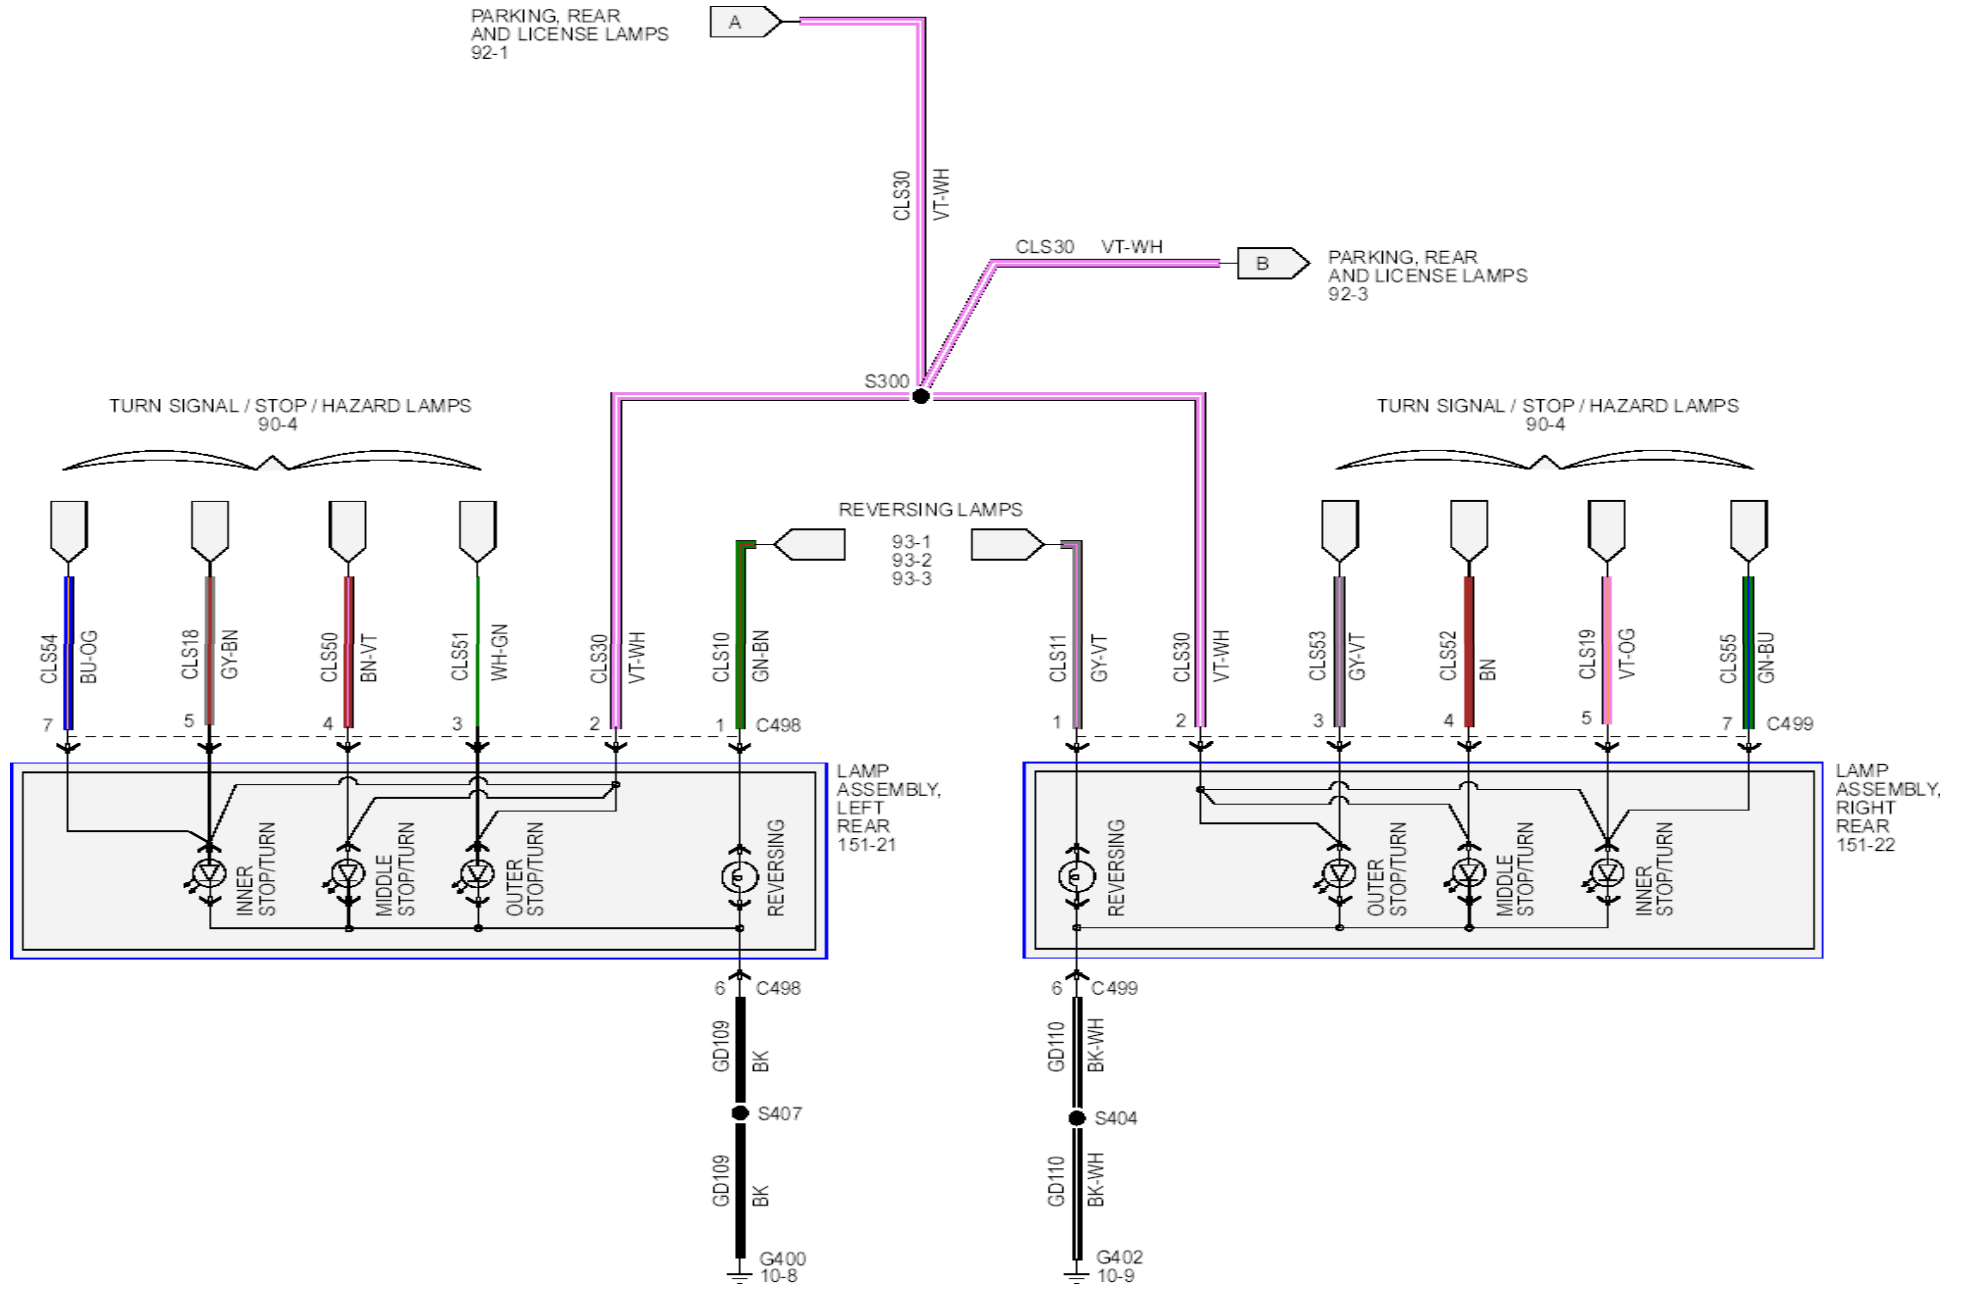 PARKING, REAR
AND LICENSE LAMPS
92-1
A
CLS30
VT-WH
CLS30 VT-WH
B
PARKING, REAR
AND LICENSE LAMPS
92-3
S300
TURN SIGNAL / STOP / HAZARD LAMPS
90-4
TURN SIGNAL / STOP / HAZARD LAMPS
90-4
REVERSING LAMPS
93-1
93-2
93-3
CLS54
BU-OG
CLS18
GY-BN
CLS50
BN-VT
CLS51
WH-GN
CLS30
VT-WH
CLS10
GN-BN
CLS11
GY-VT
CLS30
VT-WH
CLS53
GY-VT
CLS52
BN
CLS19
VT-OG
CLS55
GN-BU
7 5 4 3 2 1 C498
1 2 3 4 5 7 C499
LAMP
ASSEMBLY,
LEFT
REAR
151-21
LAMP
ASSEMBLY,
RIGHT
REAR
151-22
INNER
STOP/TURN
MIDDLE
STOP/TURN
OUTER
STOP/TURN
REVERSING
REVERSING
OUTER
STOP/TURN
MIDDLE
STOP/TURN
INNER
STOP/TURN
6 C498
6 C499
GD109
BK
GD110
BK-WH
S407
S404
GD109
BK
GD110
BK-WH
G400
10-8
G402
10-9